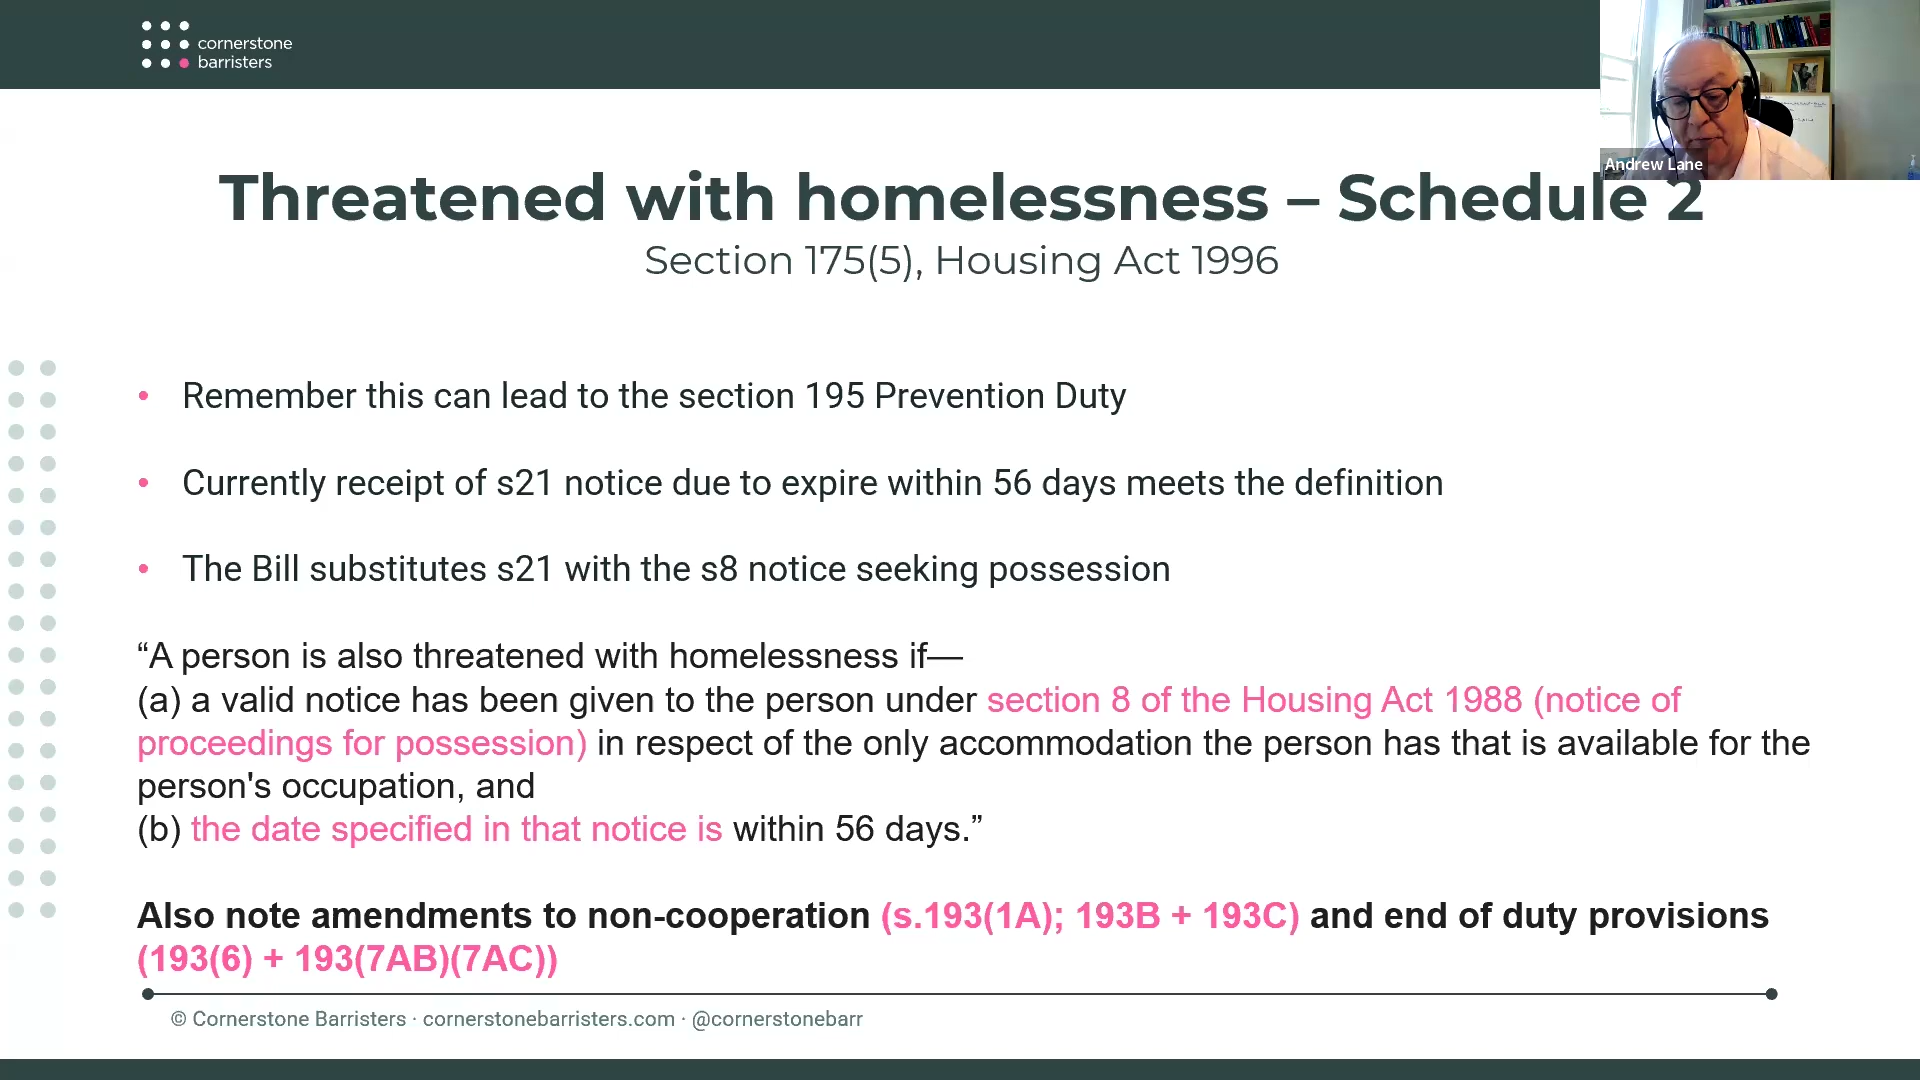 cornerstone
barristers
Andrew Lane
Threatened with homelessness – Schedule 2
Section 175(5), Housing Act 1996
• Remember this can lead to the section 195 Prevention Duty
• Currently receipt of s21 notice due to expire within 56 days meets the definition
• The Bill substitutes s21 with the s8 notice seeking possession
“A person is also threatened with homelessness if—
(a) a valid notice has been given to the person under section 8 of the Housing Act 1988 (notice of
proceedings for possession) in respect of the only accommodation the person has that is available for the
person's occupation, and
(b) the date specified in that notice is within 56 days.”
Also note amendments to non-cooperation (s.193(1A); 193B + 193C) and end of duty provisions
(193(6) + 193(7AB)(7AC))
© Cornerstone Barristers · cornerstonebarristers.com · @cornerstonebarr